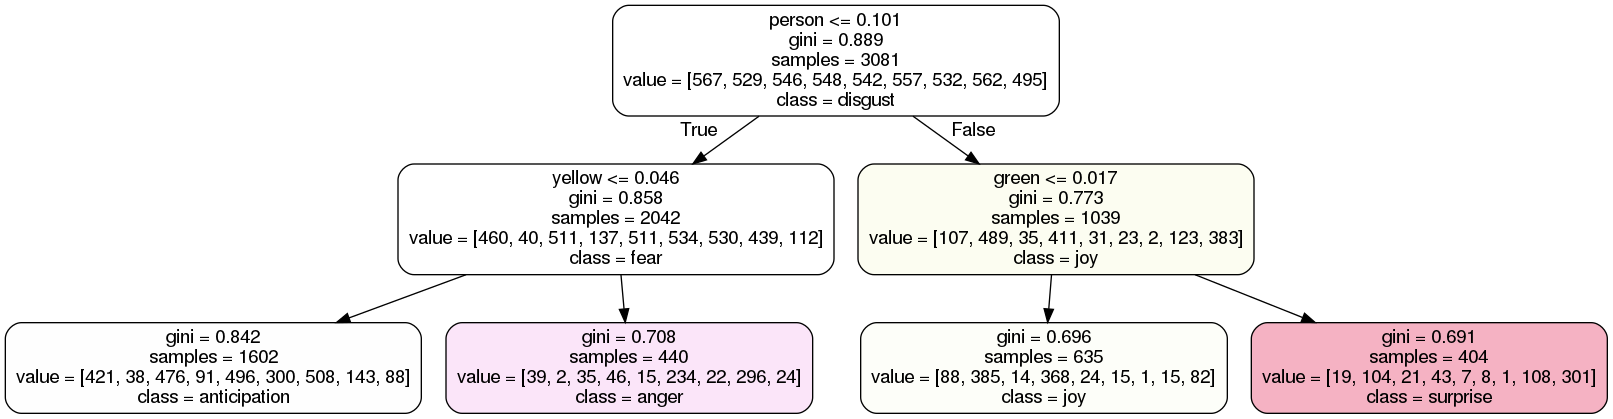 person <= 0.101
gini = 0.889
samples = 3081
value = [567, 529, 546, 548, 542, 557, 532, 562, 495]
class = disgust
True
False
yellow <= 0.046
gini = 0.858
samples = 2042
value = [460, 40, 511, 137, 511, 534, 530, 439, 112]
class = fear
green <= 0.017
gini = 0.773
samples = 1039
value = [107, 489, 35, 411, 31, 23, 2, 123, 383]
class = joy
gini = 0.842
samples = 1602
value = [421, 38, 476, 91, 496, 300, 508, 143, 88]
class = anticipation
gini = 0.708
samples = 440
value = [39, 2, 35, 46, 15, 234, 22, 296, 24]
class = anger
gini = 0.696
samples = 635
value = [88, 385, 14, 368, 24, 15, 1, 15, 82]
class = joy
gini = 0.691
samples = 404
value = [19, 104, 21, 43, 7, 8, 1, 108, 301]
class = surprise